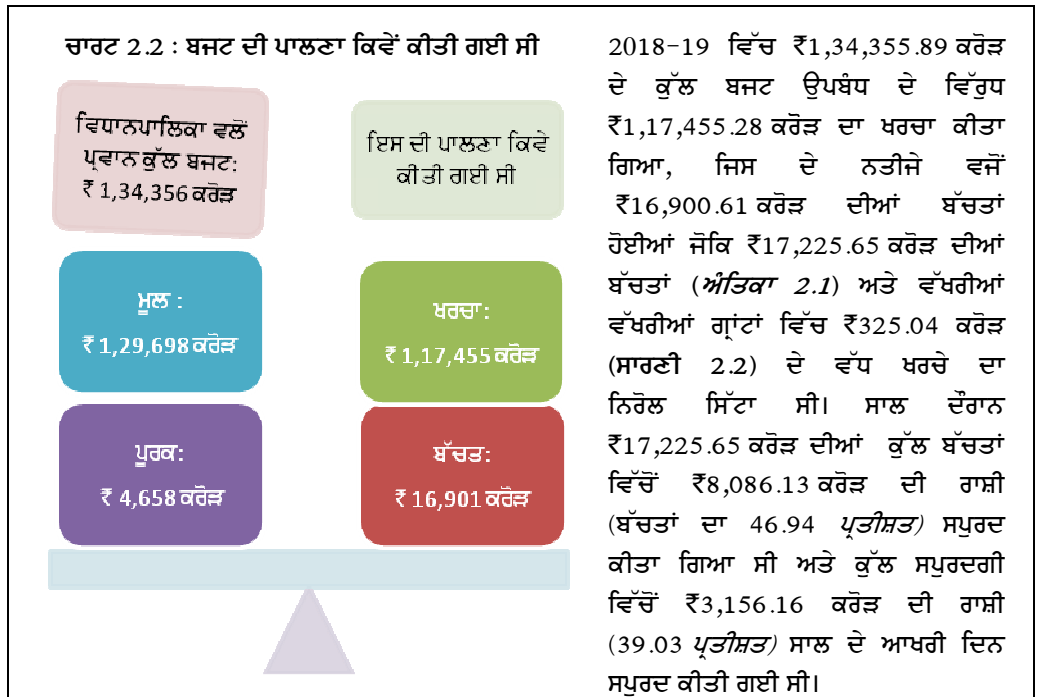 ਚਾਰਟ 2.2 : ਬਜਟ ਦੀ ਪਾਲਣਾ ਕਿਵੇਂ ਕੀਤੀ ਗਈ ਸੀ
ਵਿਧਾਨਪਾਲਿਕਾ ਵਲੋਂ
ਪ੍ਰਵਾਨ ਕੁੱਲ ਬਜਟ:
₹ 1,34,356 ਕਰੋੜ
ਇਸ ਦੀ ਪਾਲਣਾ ਕਿਵੇ
ਕੀਤੀ ਗਈ ਸੀ
ਮੂਲ :
₹ 1,29,698 ਕਰੋੜ
ਖਰਚਾ:
₹ 1,17,455 ਕਰੋੜ
ਪੂਰਕ:
₹ 4,658 ਕਰੋੜ
ਬੱਚਤ:
₹ 16,901 ਕਰੋੜ
2018-19 ਵਿੱਚ ₹1,34,355.89 ਕਰੋੜ
ਦੇ ਕੁੱਲ ਬਜਟ ਉਪਬੰਧ ਦੇ ਵਿੱਰੁਧ
₹1,17,455.28 ਕਰੋੜ ਦਾ ਖਰਚਾ ਕੀਤਾ
ਗਿਆ, ਜਿਸ ਦੇ ਨਤੀਜੇ ਵਜੋਂ
₹16,900.61 ਕਰੋੜ ਦੀਆਂ ਬੱਚਤਾਂ
ਹੋਈਆਂ ਜੋਕਿ ₹17,225.65 ਕਰੋੜ ਦੀਆਂ
ਬੱਚਤਾਂ (ਅੰਤਿਕਾ 2.1) ਅਤੇ ਵੱਖਰੀਆਂ
ਵੱਖਰੀਆਂ ਗ੍ਰਾਂਟਾਂ ਵਿੱਚ ₹325.04 ਕਰੋੜ
(ਸਾਰਣੀ 2.2) ਦੇ ਵੱਧ ਖਰਚੇ ਦਾ
ਨਿਰੋਲ ਸਿੱਟਾ ਸੀ। ਸਾਲ ਦੌਰਾਨ
₹17,225.65 ਕਰੋੜ ਦੀਆਂ ਕੁੱਲ ਬੱਚਤਾਂ
ਵਿੱਚੋਂ ₹8,086.13 ਕਰੋੜ ਦੀ ਰਾਸ਼ੀ
(ਬੱਚਤਾਂ ਦਾ 46.94 ਪ੍ਰਤੀਸ਼ਤ) ਸਪੁਰਦ
ਕੀਤਾ ਗਿਆ ਸੀ ਅਤੇ ਕੁੱਲ ਸਪੁਰਦਗੀ
ਵਿੱਚੋਂ ₹3,156.16 ਕਰੋੜ ਦੀ ਰਾਸ਼ੀ
(39.03 ਪ੍ਰਤੀਸ਼ਤ) ਸਾਲ ਦੇ ਆਖਰੀ ਦਿਨ
ਸਪੁਰਦ ਕੀਤੀ ਗਈ ਸੀ।